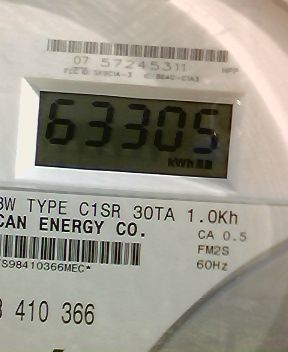 07 57245311
63305
kWh
3W TYPE C1SR 30TA 1.0Kh
CAN ENERGY CO.
CA 0.5
FM2S
60Hz
*S98410366MEC*
8 410 366